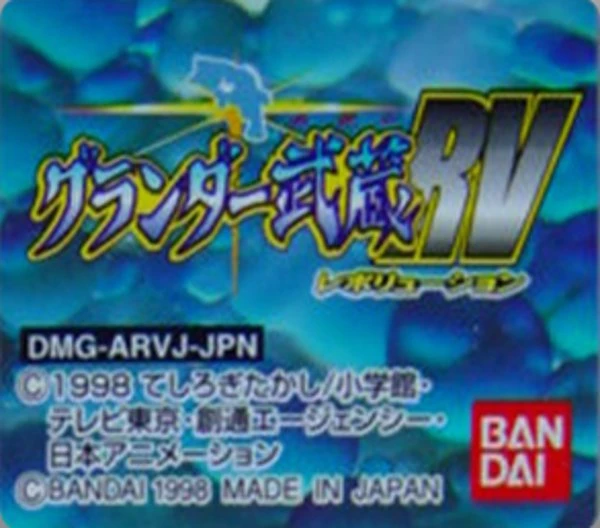 グランダー武蔵RV
レボリューション
DMG-ARVJ-JPN
©1998 てしろぎたかし/小学館・
テレビ東京・創通エージェンシー・
日本アニメーション
©BANDAI 1998 MADE IN JAPAN
BAN
DAI